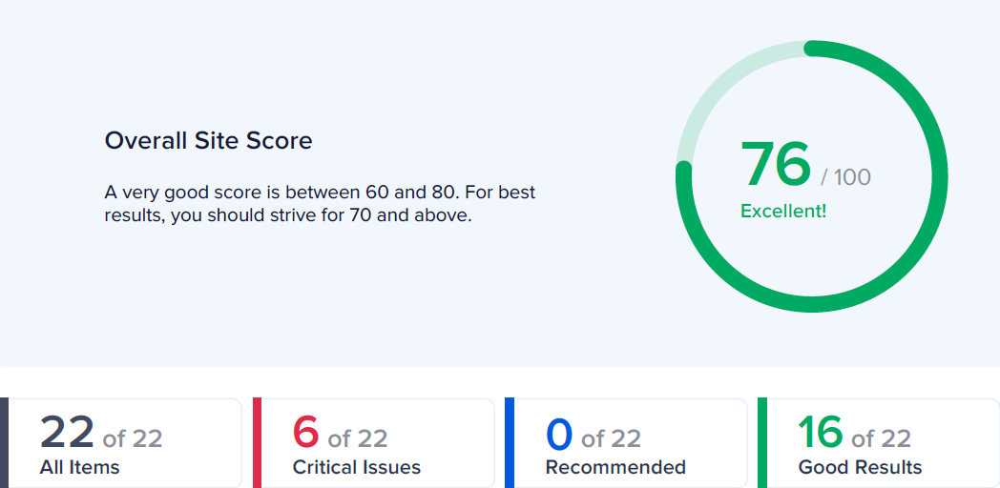 Overall Site Score
A very good score is between 60 and 80. For best
results, you should strive for 70 and above.
76 / 100
Excellent!
22 of 22
All Items
6 of 22
Critical Issues
0 of 22
Recommended
16 of 22
Good Results